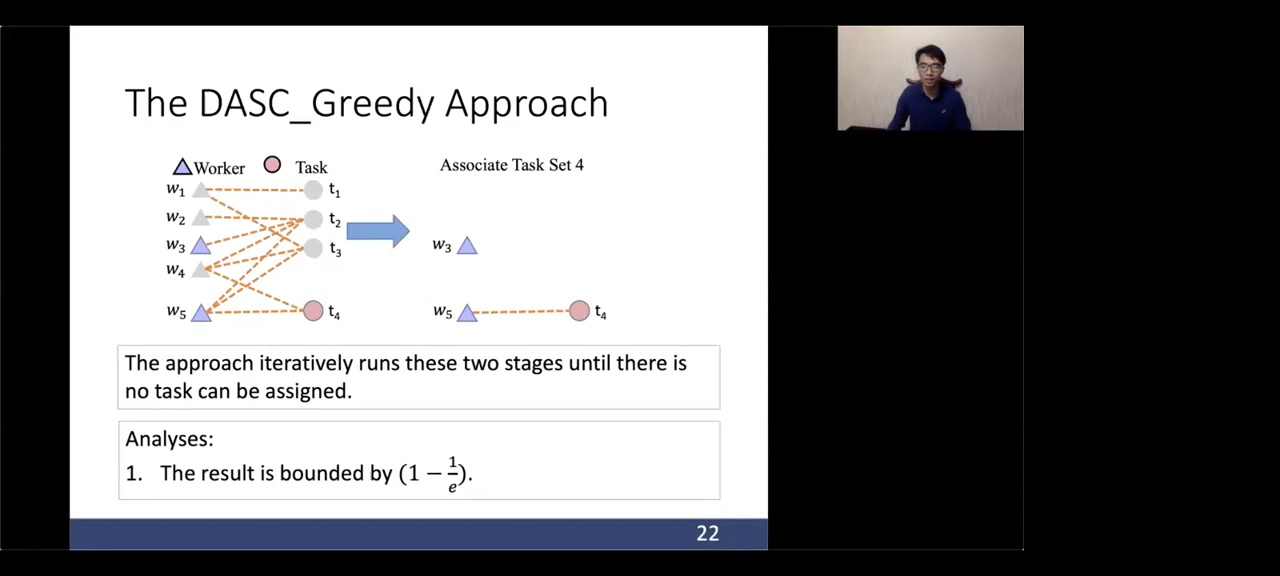 The DASC_Greedy Approach
Worker Task
Associate Task Set 4
w₁ t₁
w₂ t₂
w₃ t₃ w₃
w₄
w₅ t₄ w₅ t₄
The approach iteratively runs these two stages until there is
no task can be assigned.
Analyses:
1. The result is bounded by (1 − 1/e).
22